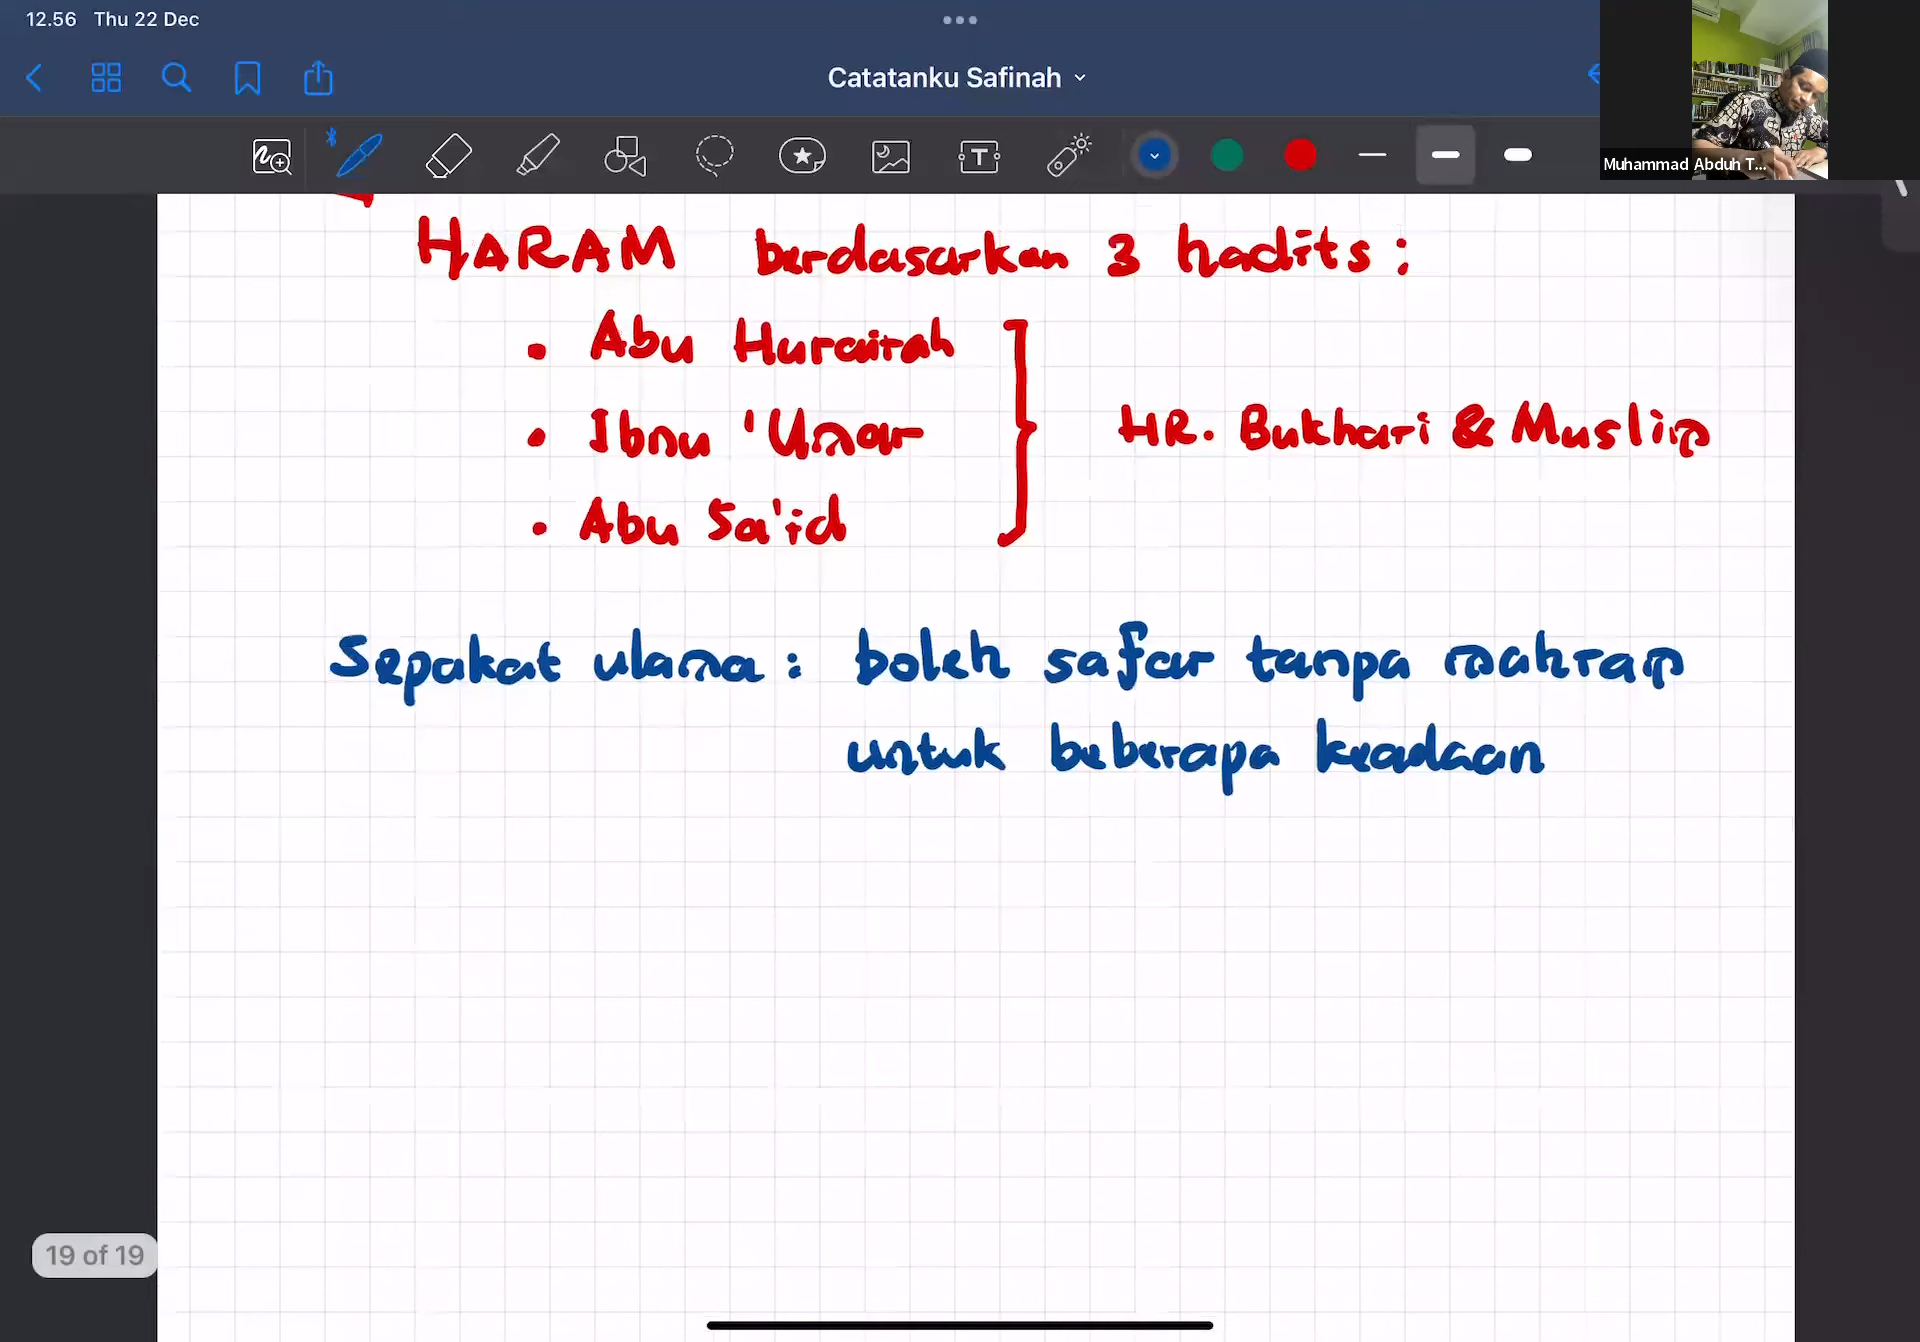 12.56 Thu 22 Dec
Catatanku Safinah
Muhammad Abduh T...
HARAM berdasarkan 3 hadits :
• Abu Hurairah
• Ibnu 'Umar
HR. Bukhari & Muslim
• Abu Sa'id
Sepakat ulama : boleh safar tanpa mahram
untuk beberapa keadaan
19 of 19